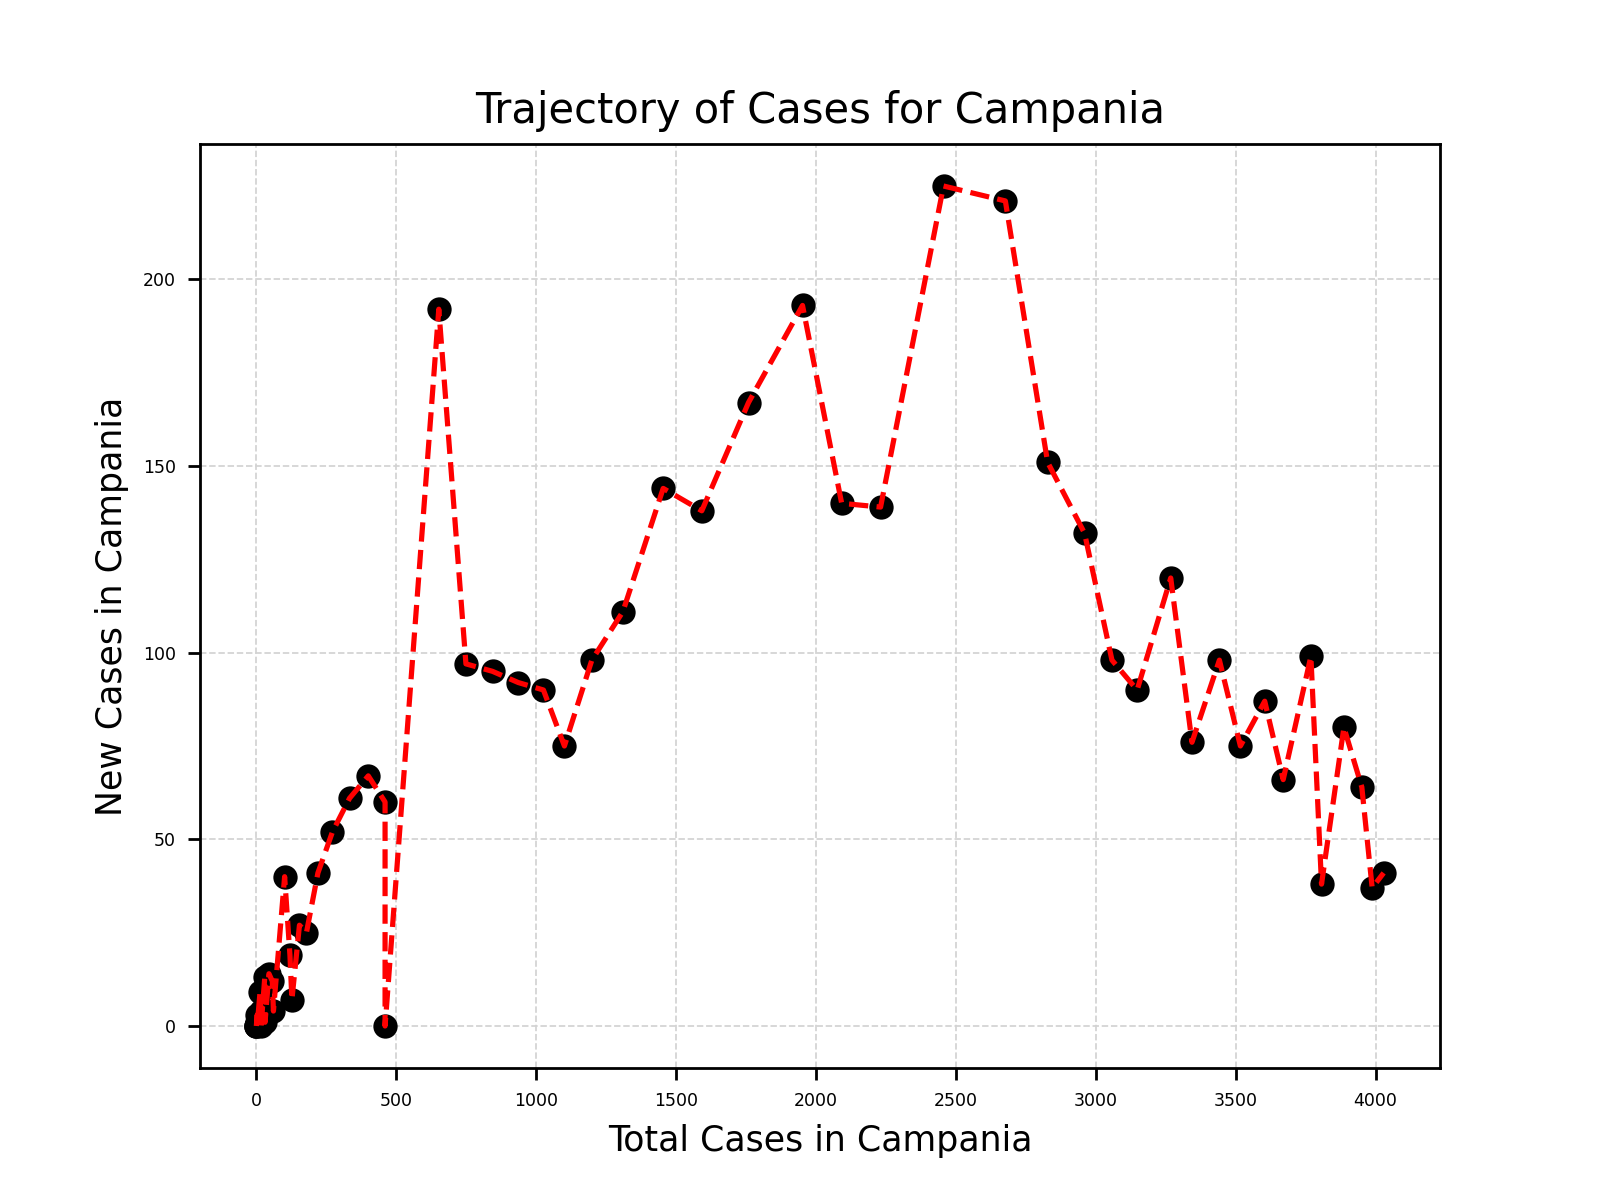 Trajectory of Cases for Campania
New Cases in Campania
200
150
100
50
0
0 500 1000 1500 2000 2500 3000 3500 4000
Total Cases in Campania